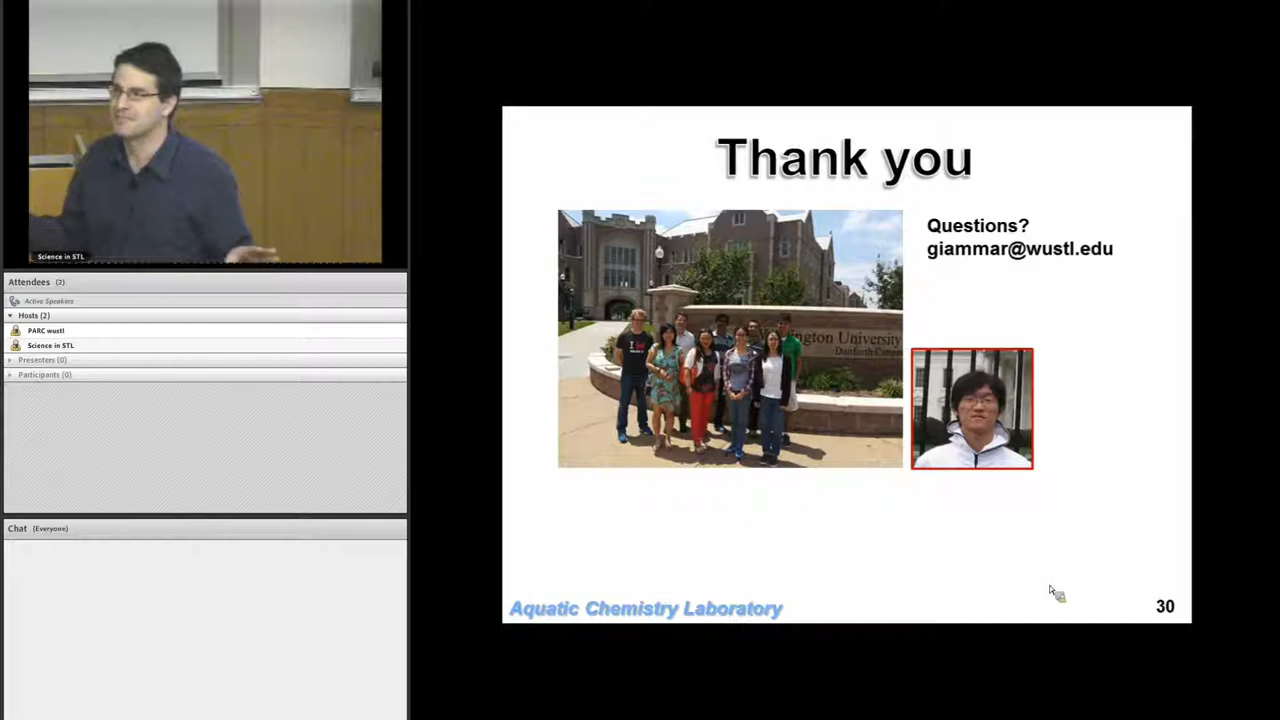 Science in STL
Attendees (2)
Active Speakers
Hosts (2)
PARC wustl
Science in STL
Presenters (0)
Participants (0)
Chat (Everyone)
Thank you
Questions?
giammar@wustl.edu
ington University
Danforth Campus
Aquatic Chemistry Laboratory
30